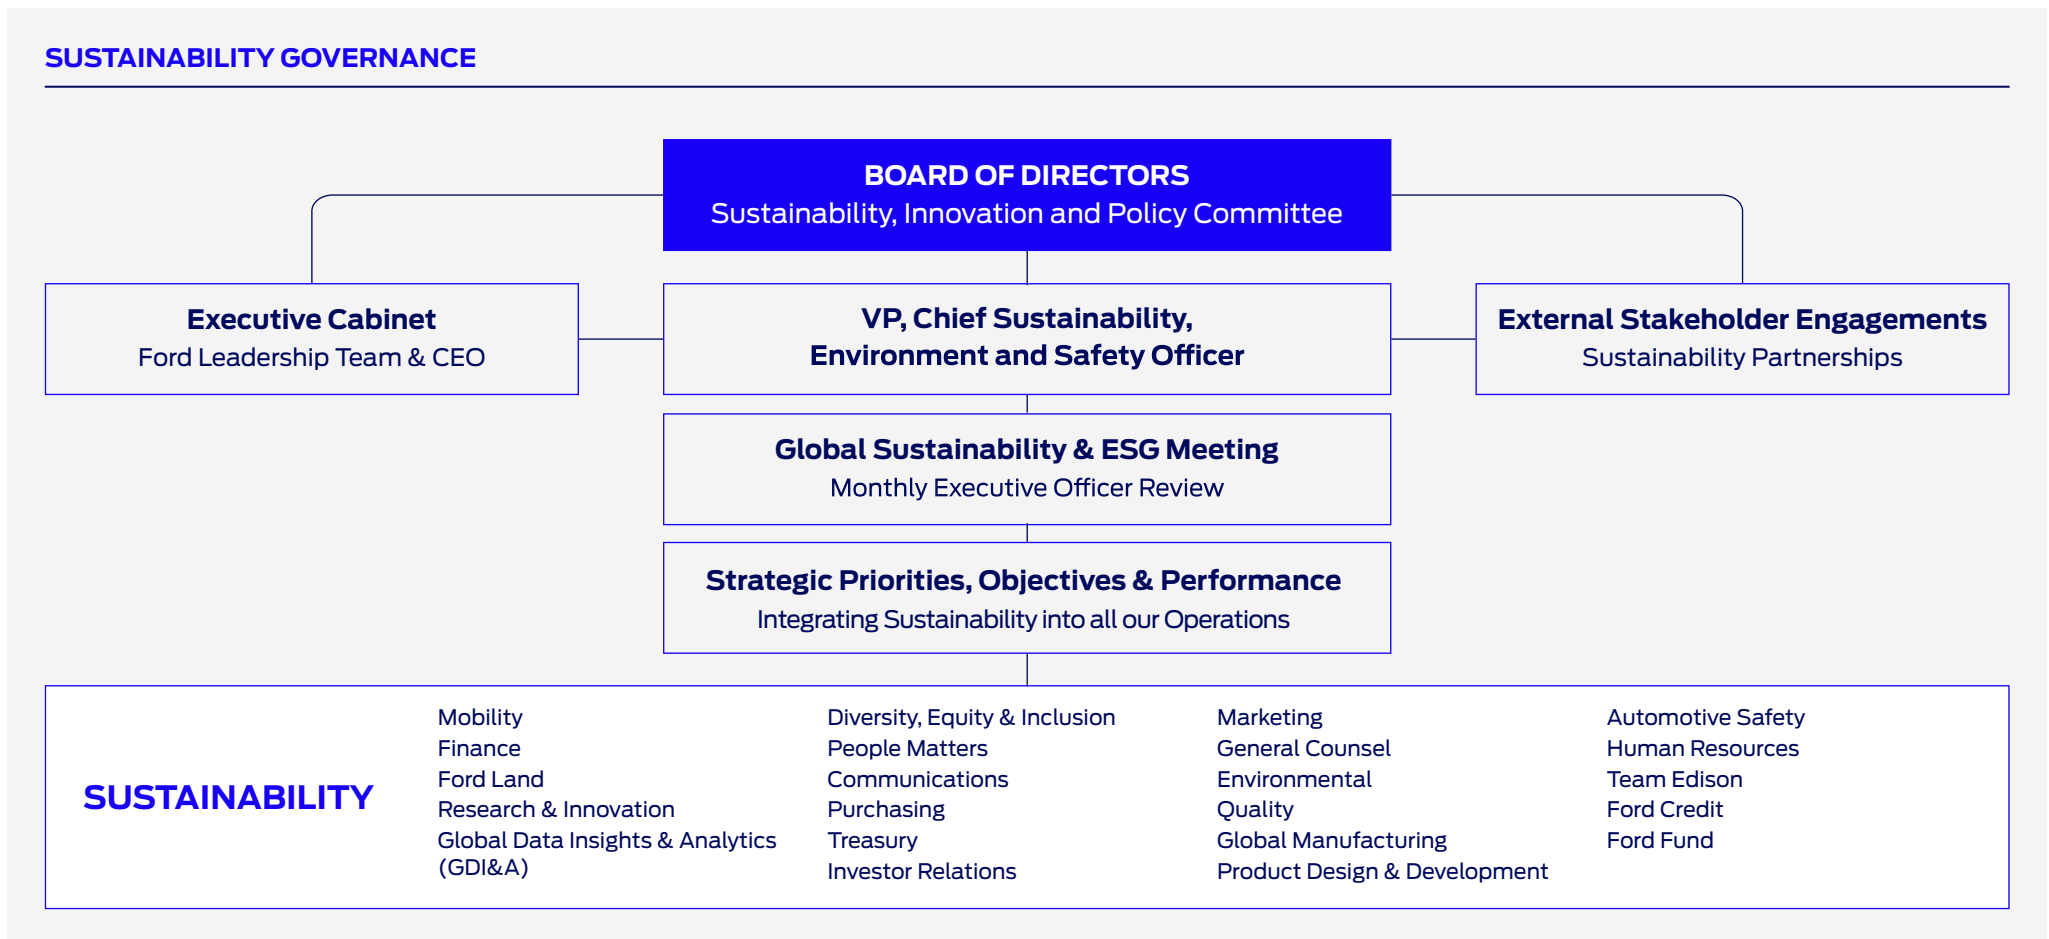 SUSTAINABILITY GOVERNANCE
BOARD OF DIRECTORS
Sustainability, Innovation and Policy Committee
Executive Cabinet
Ford Leadership Team & CEO
VP, Chief Sustainability,
Environment and Safety Officer
External Stakeholder Engagements
Sustainability Partnerships
Global Sustainability & ESG Meeting
Monthly Executive Officer Review
Strategic Priorities, Objectives & Performance
Integrating Sustainability into all our Operations
SUSTAINABILITY
Mobility
Finance
Ford Land
Research & Innovation
Global Data Insights & Analytics
(GDI&A)
Diversity, Equity & Inclusion
People Matters
Communications
Purchasing
Treasury
Investor Relations
Marketing
General Counsel
Environmental
Quality
Global Manufacturing
Product Design & Development
Automotive Safety
Human Resources
Team Edison
Ford Credit
Ford Fund